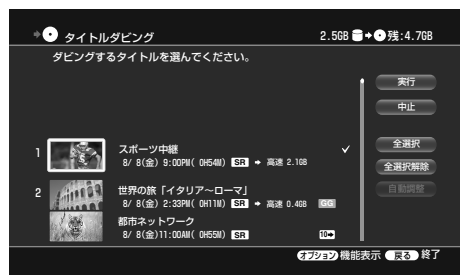 タイトルダビング
2.5GB 残:4.7GB
ダビングするタイトルを選んでください。
実行
中止
全選択
全選択解除
自動調整
1
スポーツ中継
8/ 8(金) 9:00PM( 0H54M) SR 高速 2.1GB
2
世界の旅「イタリア～ローマ」
8/ 8(金) 2:33PM( 0H11M) SR 高速 0.4GB GG
都市ネットワーク
8/ 8(金)11:00AM( 0H55M) SR 10
オプション 機能表示 戻る 終了